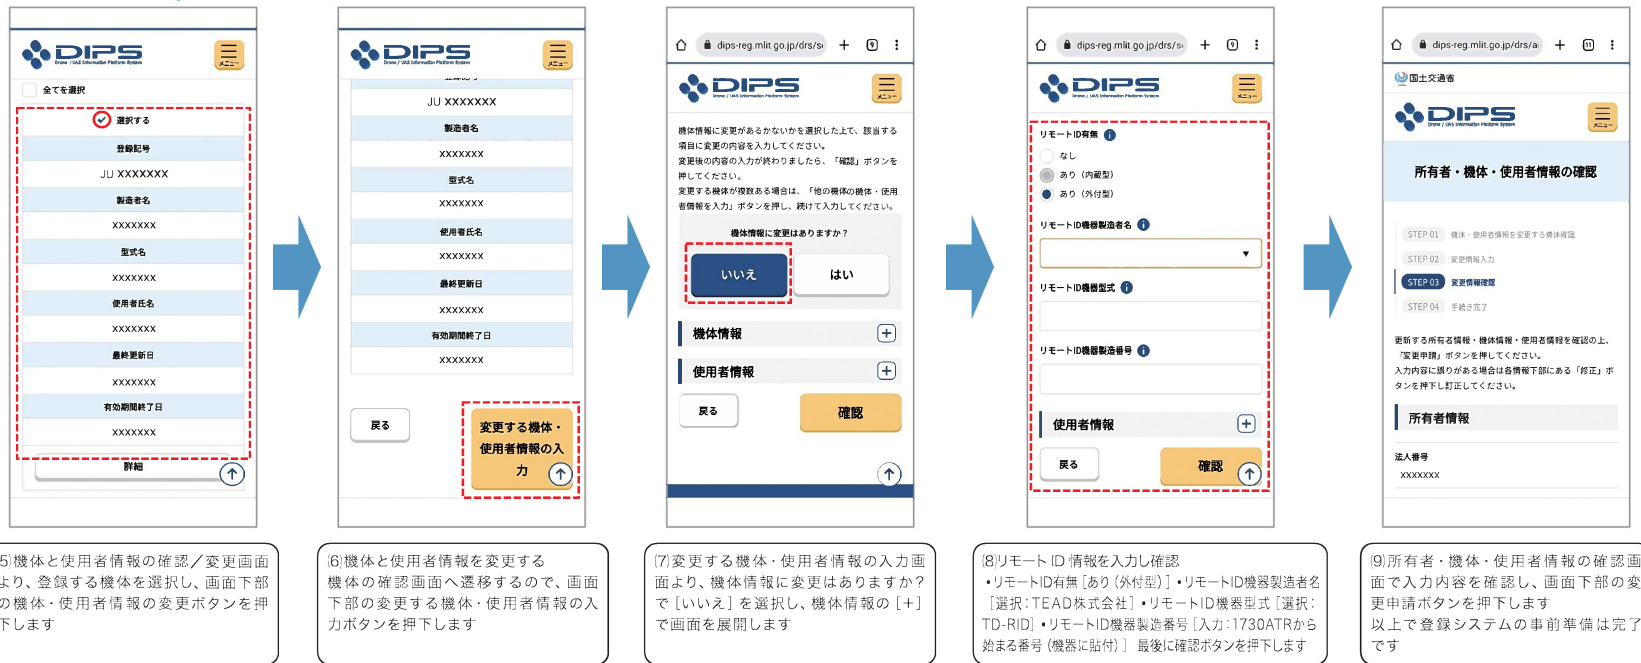 DIPS
Drone / UAS Information Platform System
メニュー
全てを選択
選択する
登録記号
JU XXXXXXX
製造者名
XXXXXXX
型式名
XXXXXXX
使用者氏名
XXXXXXX
最終更新日
XXXXXXX
有効期間終了日
XXXXXXX
詳細
5)機体と使用者情報の確認／変更画面
より、登録する機体を選択し、画面下部
の機体・使用者情報の変更ボタンを押
下します
DIPS
Drone / UAS Information Platform System
メニュー
JU XXXXXXX
製造者名
XXXXXXX
型式名
XXXXXXX
使用者氏名
XXXXXXX
最終更新日
XXXXXXX
有効期間終了日
XXXXXXX
戻る
変更する機体・
使用者情報の入
力
(6)機体と使用者情報を変更する
機体の確認画面へ遷移するので、画面
下部の変更する機体・使用者情報の入
力ボタンを押下します
dips-reg.mlit.go.jp/drs/s
9
DIPS
Drone / UAS Information Platform System
メニュー
機体情報に変更があるかないかを選択した上で、該当する
項目に変更の内容を入力してください。
変更後の内容の入力が終わりましたら、「確認」ボタンを
押してください。
変更する機体が複数ある場合は、「他の機体の機体・使用
者情報を入力」ボタンを押し、続けて入力してください。
機体情報に変更はありますか？
いいえ
はい
機体情報
使用者情報
戻る
確認
(7)変更する機体・使用者情報の入力画
面より、機体情報に変更はありますか？
で［いいえ］を選択し、機体情報の［+］
で画面を展開します
dips-reg.mlit.go.jp/drs/s
9
DIPS
Drone / UAS Information Platform System
メニュー
リモートID有無
なし
あり（内蔵型）
あり（外付型）
リモートID機器製造者名
リモートID機器型式
リモートID機器製造番号
使用者情報
戻る
確認
(8)リモート ID 情報を入力し確認
・リモートID有無［あり（外付型）］・リモートID機器製造者名
［選択：TEAD株式会社］・リモートID機器型式［選択：
TD-RID］・リモートID機器製造番号［入力：1730ATRから
始まる番号（機器に貼付）］ 最後に確認ボタンを押下します
dips-reg.mlit.go.jp/drs/a
11
国土交通省
DIPS
Drone / UAS Information Platform System
メニュー
所有者・機体・使用者情報の確認
STEP 01 機体・使用者情報を変更する機体確認
STEP 02 変更情報入力
STEP 03 変更情報確認
STEP 04 手続き完了
更新する所有者情報・機体情報・使用者情報を確認の上、
「変更申請」ボタンを押してください。
入力内容に誤りがある場合は各情報下部にある「修正」ボ
タンを押下し訂正してください。
所有者情報
法人番号
XXXXXXX
(9)所有者・機体・使用者情報の確認画
面で入力内容を確認し、画面下部の変
更申請ボタンを押下します
以上で登録システムの事前準備は完了
です